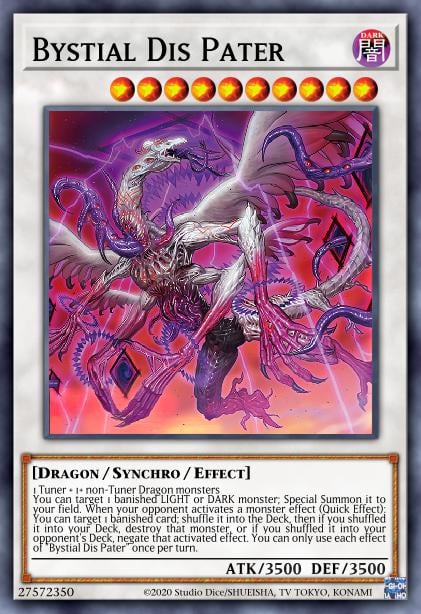 BYSTIAL DIS PATER
DARK
闇
[DRAGON / SYNCHRO / EFFECT]
1 Tuner + 1+ non-Tuner Dragon monsters
You can target 1 banished LIGHT or DARK monster; Special Summon it to
your field. When your opponent activates a monster effect (Quick Effect):
You can target 1 banished card; shuffle it into the Deck, then if you shuffled
it into your Deck, destroy that monster, or if you shuffled it into your
opponent's Deck, negate that activated effect. You can only use each effect
of "Bystial Dis Pater" once per turn.
ATK/3500 DEF/3500
27572350
©2020 Studio Dice/SHUEISHA, TV TOKYO, KONAMI